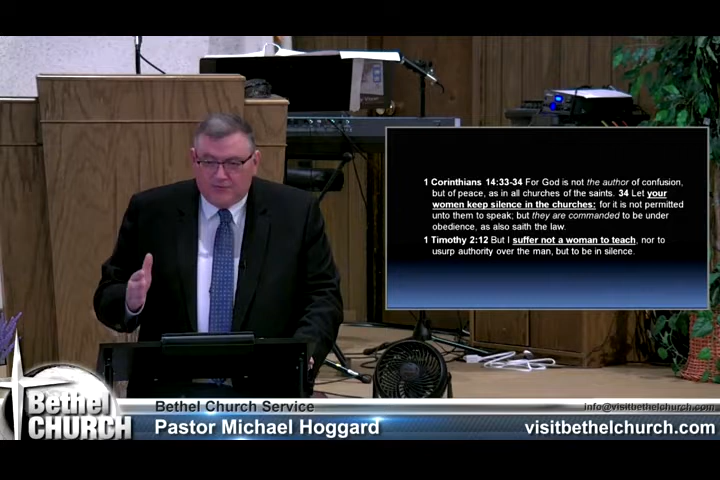 1 Corinthians 14:33-34 For God is not the author of confusion,
but of peace, as in all churches of the saints. 34 Let your
women keep silence in the churches: for it is not permitted
unto them to speak; but they are commanded to be under
obedience, as also saith the law.
1 Timothy 2:12 But I suffer not a woman to teach, nor to
usurp authority over the man, but to be in silence.
Bethel
CHURCH
Bethel Church Service
info@visitbethelchurch.com
Pastor Michael Hoggard
visitbethelchurch.com